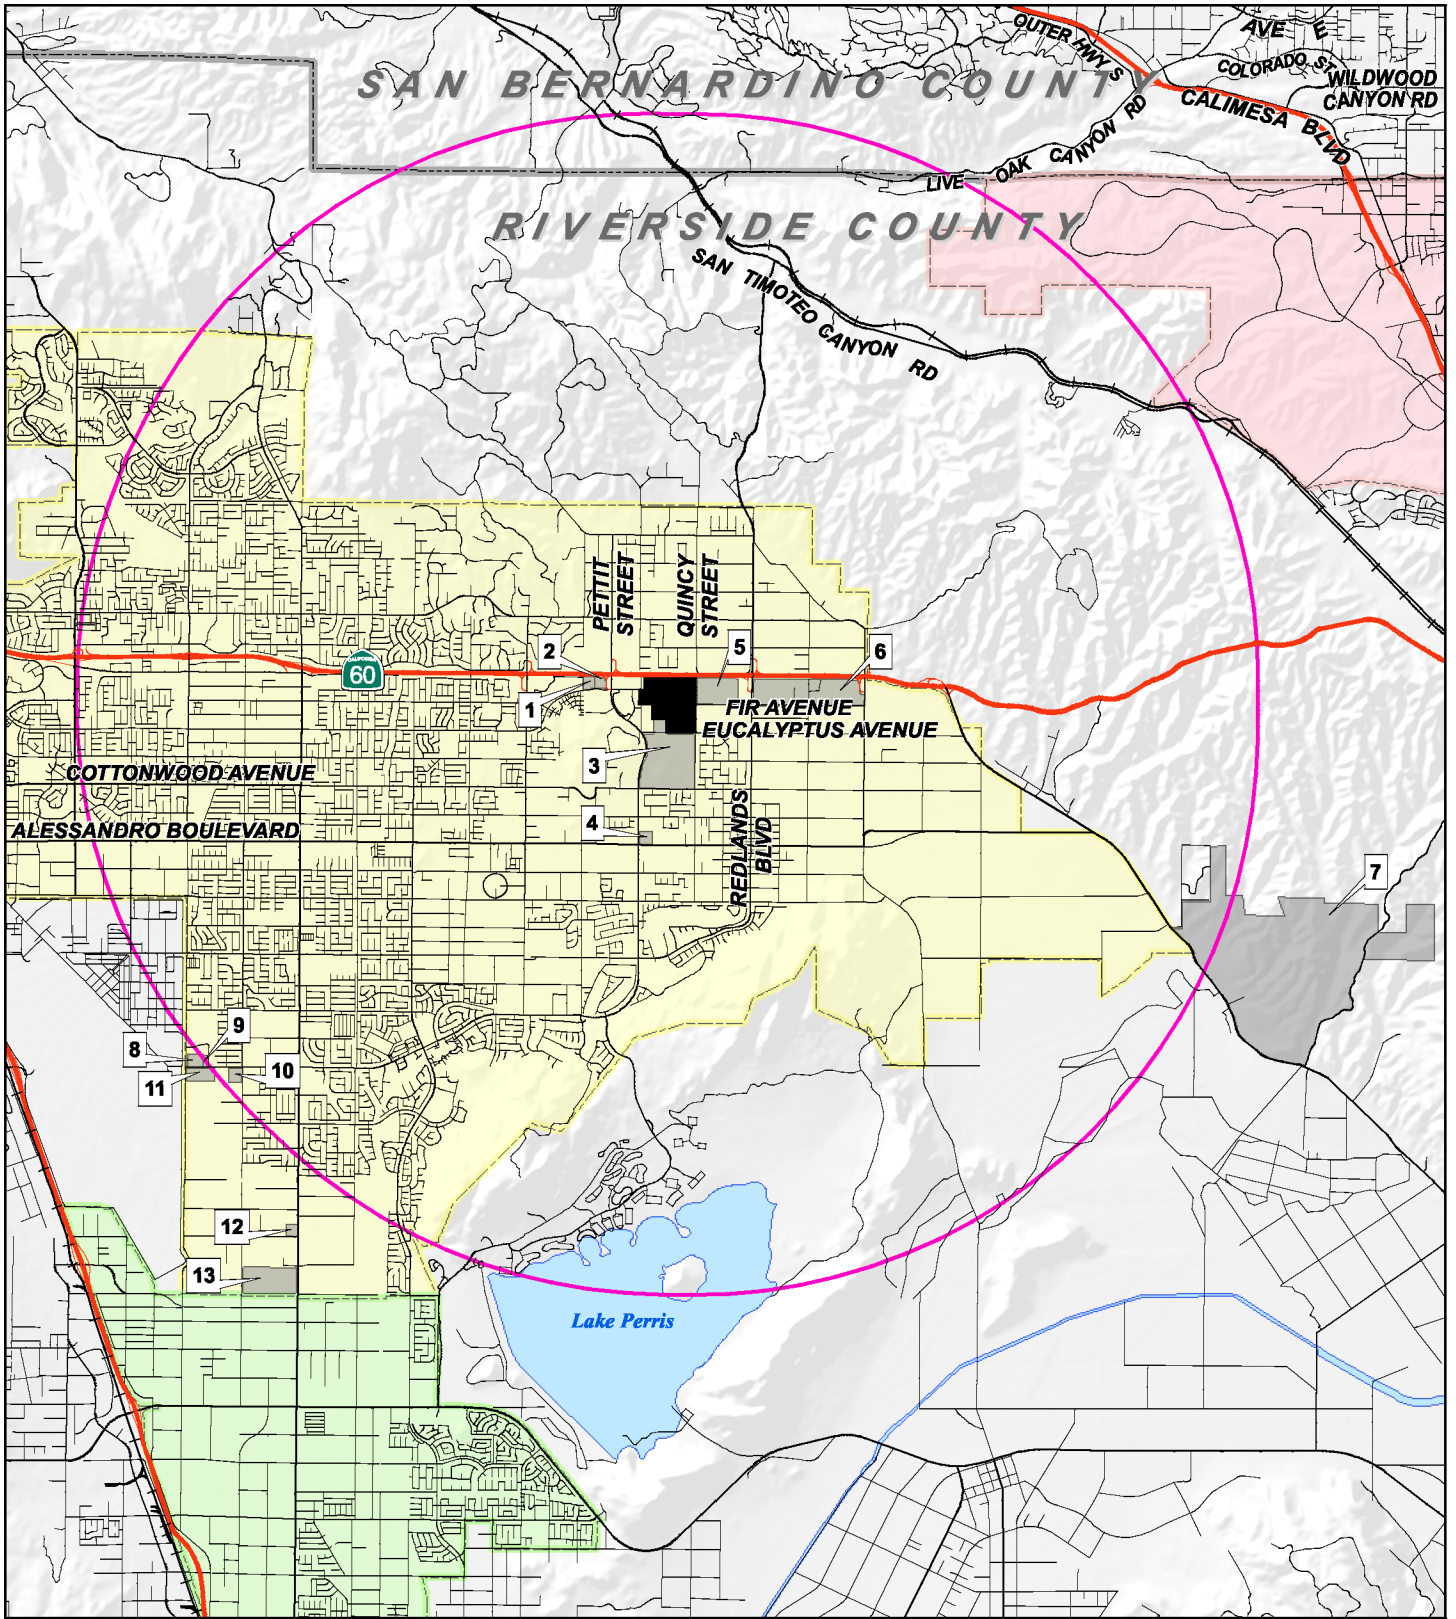 OUTER HWY S
AVE E
COLORADO ST
WILDWOOD
CANYON RD
SAN BERNARDINO COUNTY
CALIMESA BLVD
LIVE OAK CANYON RD
RIVERSIDE COUNTY
SAN TIMOTEO CANYON RD
PETTIT
STREET
QUINCY
STREET
CALIFORNIA
60
2
5
6
1
FIR AVENUE
EUCALYPTUS AVENUE
3
COTTONWOOD AVENUE
4
ALESSANDRO BOULEVARD
REDLANDS
BLVD
7
9
8
10
11
12
13
Lake Perris